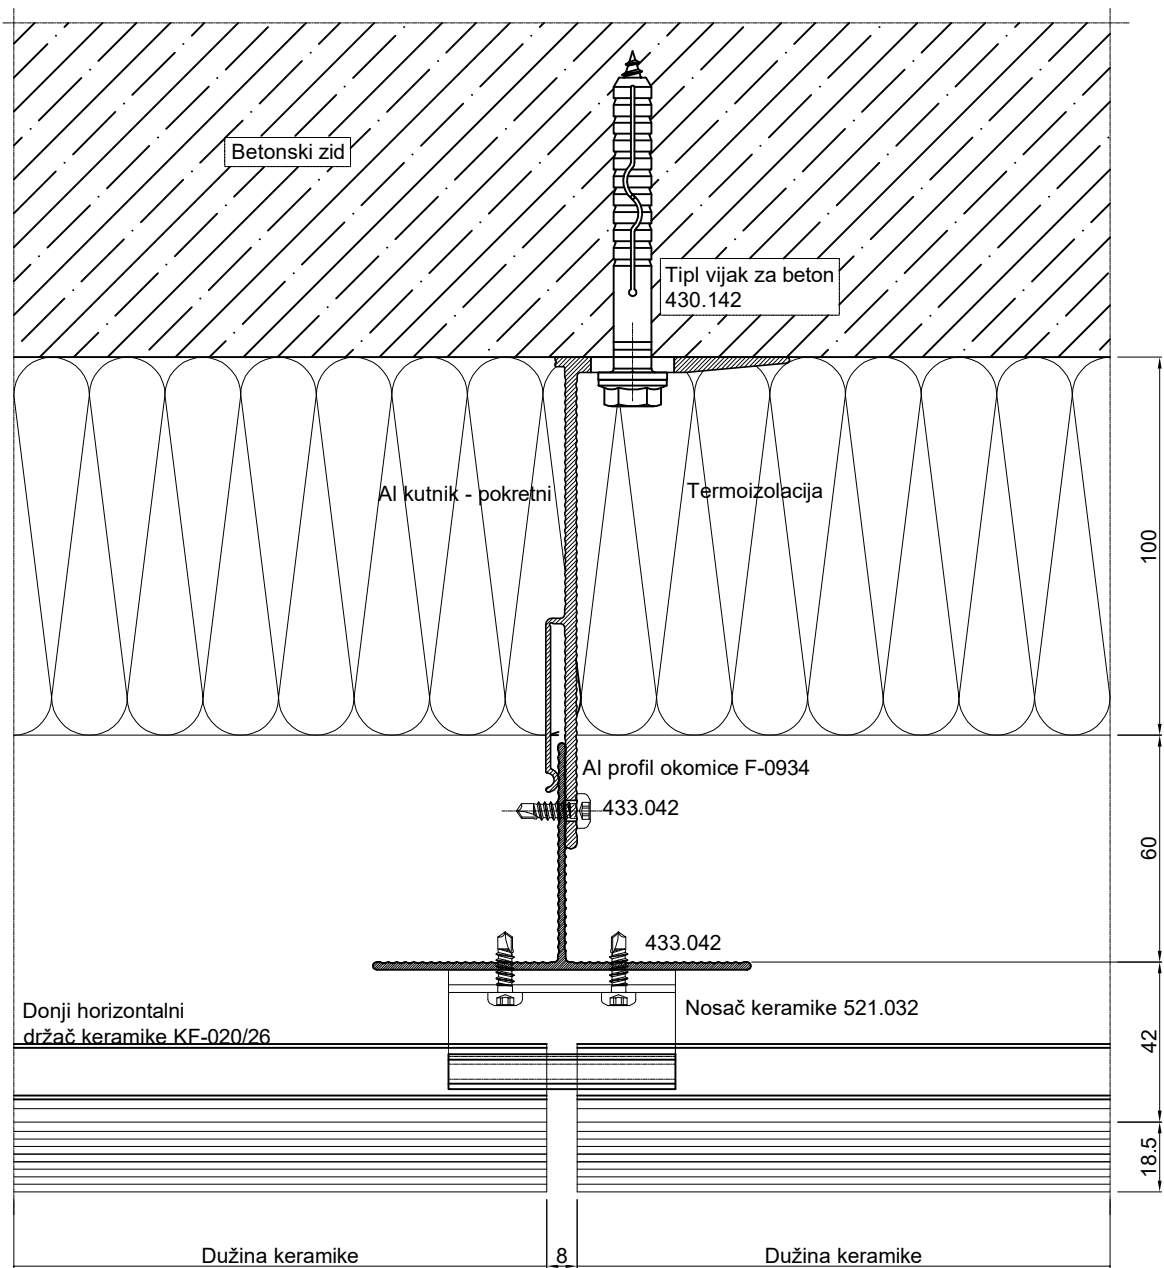 Betonski zid
Tipl vijak za beton
430.142
Al kutnik - pokretni
Termoizolacija
100
Al profil okomice F-0934
433.042
60
433.042
Nosač keramike 521.032
Donji horizontalni
držač keramike KF-020/26
42
18.5
Dužina keramike
8
Dužina keramike